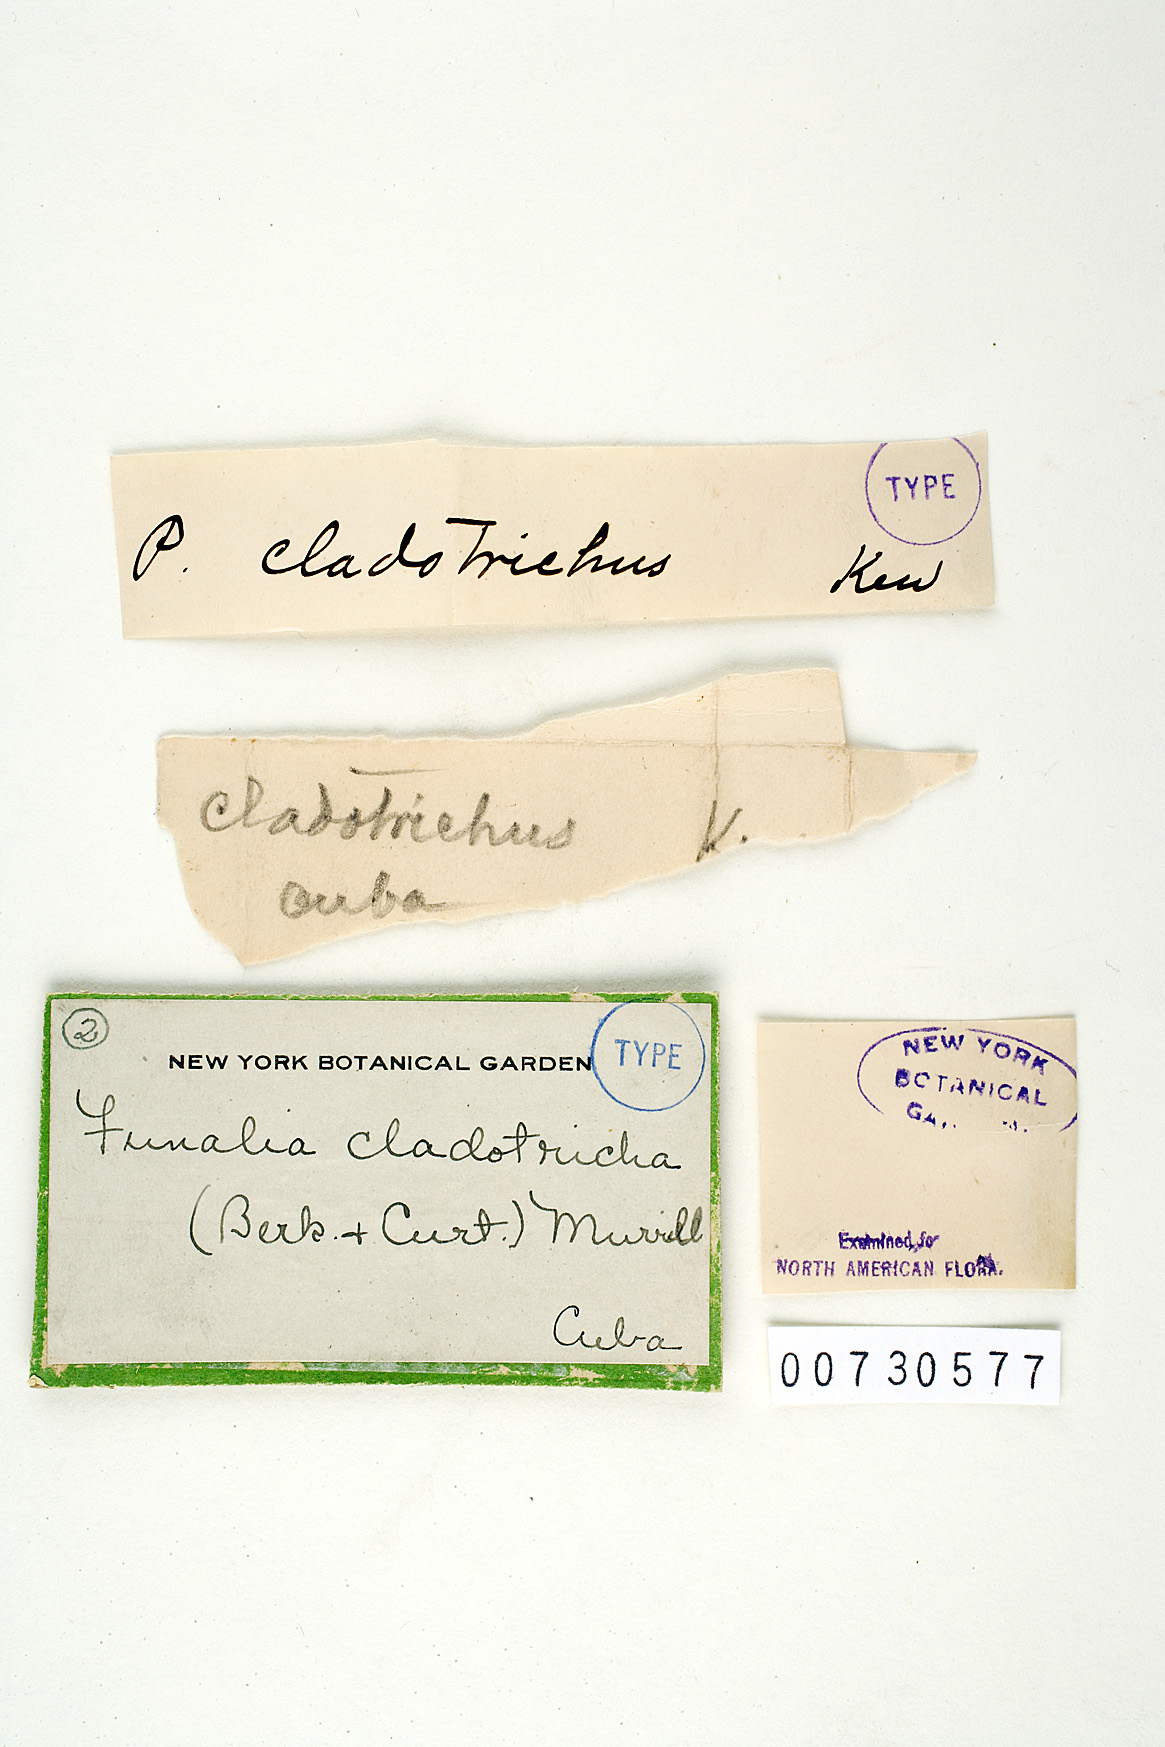 TYPE
P. cladotrichus Kew
cladotrichus K.
cuba
2
NEW YORK BOTANICAL GARDEN
TYPE
Funalia cladotricha
(Berk. + Curt.) Murrill
Cuba
NEW YORK
BOTANICAL
Examined for
NORTH AMERICAN FLORA.
00730577